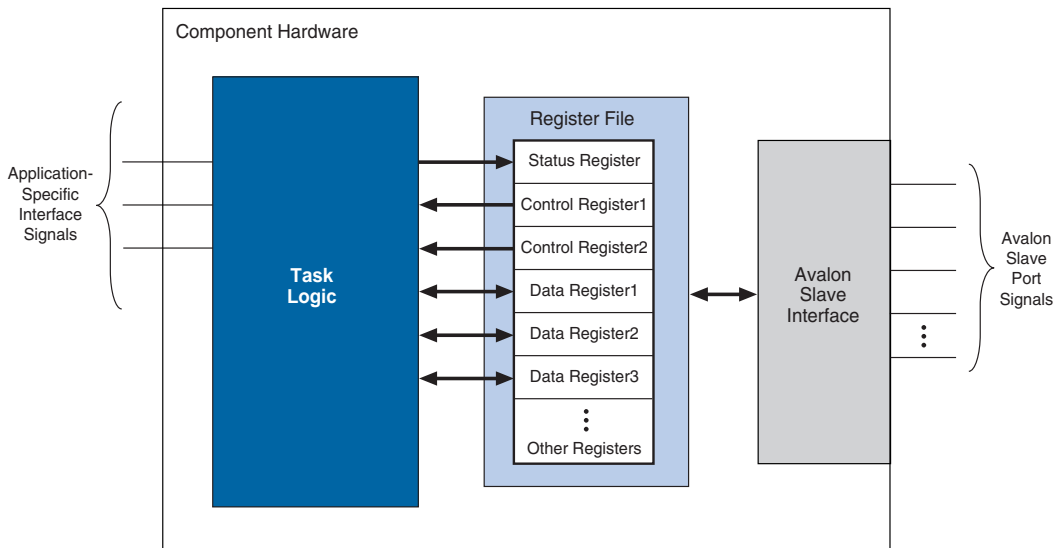 Component Hardware
Application-
Specific
Interface
Signals
Task
Logic
Register File
Status Register
Control Register1
Control Register2
Data Register1
Data Register2
Data Register3
Other Registers
Avalon
Slave
Interface
Avalon
Slave
Port
Signals